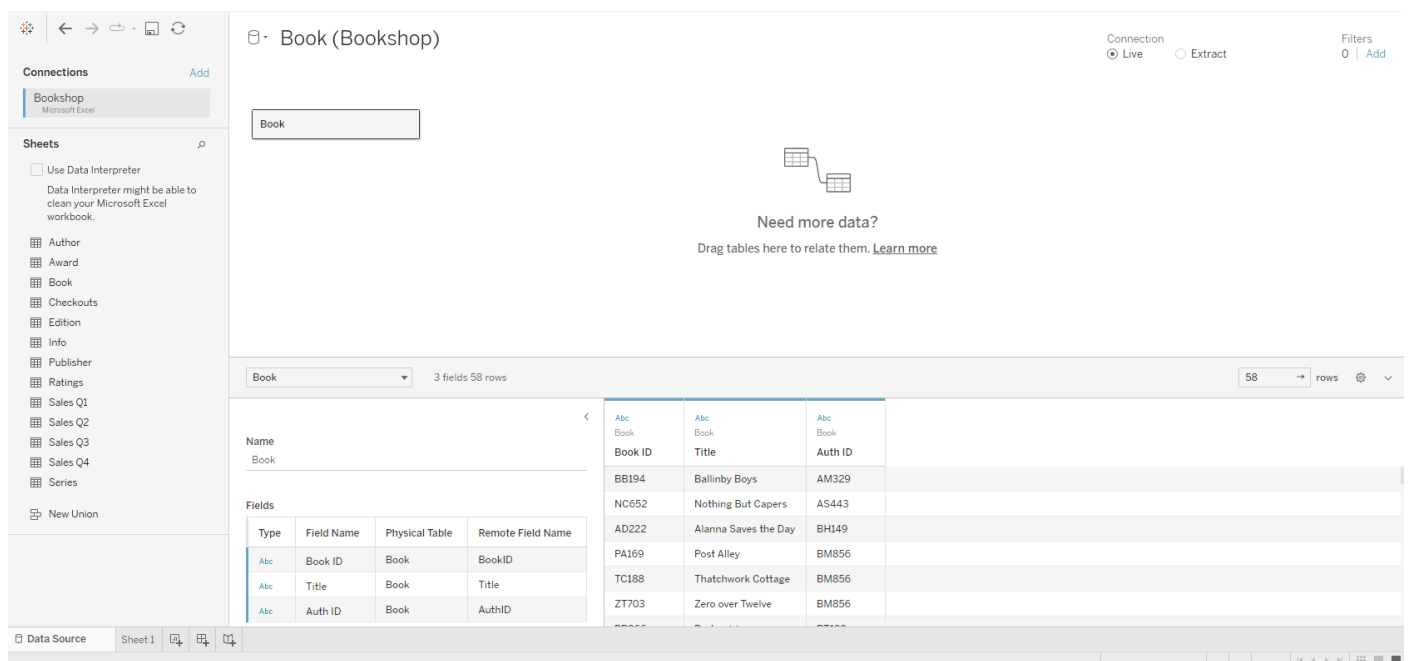 Book (Bookshop)
Connection
Live
Extract
Filters
0
Add
Connections
Add
Bookshop
Microsoft Excel
Sheets
Use Data Interpreter
Data Interpreter might be able to
clean your Microsoft Excel
workbook.
Author
Award
Book
Checkouts
Edition
Info
Publisher
Ratings
Sales Q1
Sales Q2
Sales Q3
Sales Q4
Series
New Union
Book
Need more data?
Drag tables here to relate them. Learn more
Book
3 fields 58 rows
58
rows
Name
Book
Fields
Type Field Name Physical Table Remote Field Name
Abc Book ID Book BookID
Abc Title Book Title
Abc Auth ID Book AuthID
Abc Abc Abc
Book Book Book
Book ID Title Auth ID
BB194 Ballinby Boys AM329
NC652 Nothing But Capers AS443
AD222 Alanna Saves the Day BH149
PA169 Post Alley BM856
TC188 Thatchwork Cottage BM856
ZT703 Zero over Twelve BM856
Data Source
Sheet 1